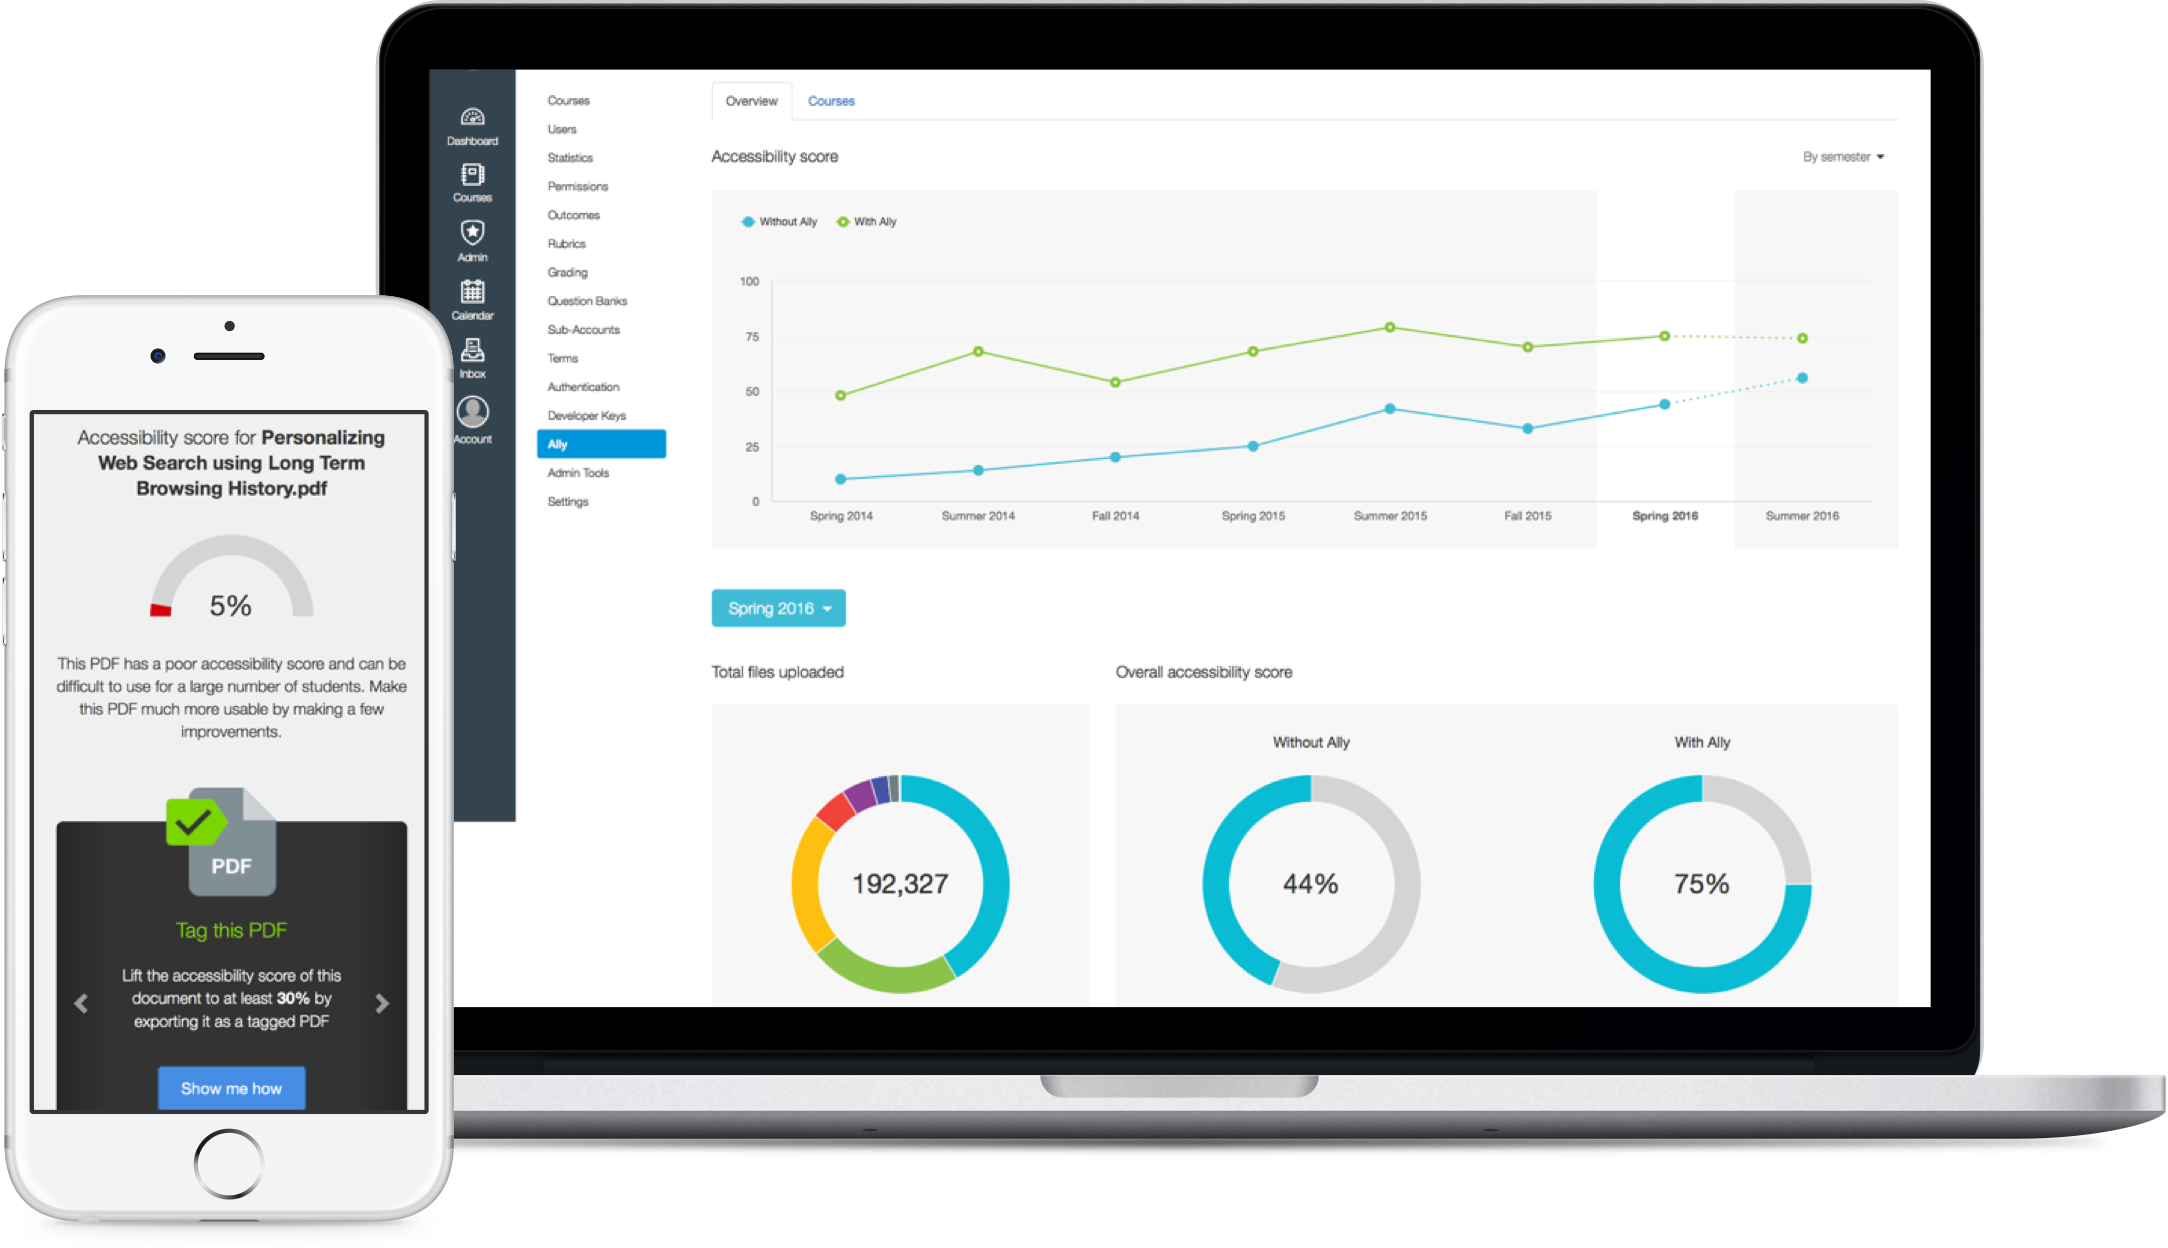 Accessibility score for Personalizing
Web Search using Long Term
Browsing History.pdf
5%
This PDF has a poor accessibility score and can be
difficult to use for a large number of students. Make
this PDF much more usable by making a few
improvements.
PDF
Tag this PDF
Lift the accessibility score of this
document to at least 30% by
exporting it as a tagged PDF
Show me how
Dashboard
Courses
Admin
Calendar
Inbox
Account
Courses
Users
Statistics
Permissions
Outcomes
Rubrics
Grading
Question Banks
Sub-Accounts
Terms
Authentication
Developer Keys
Ally
Admin Tools
Settings
Overview Courses
Accessibility score By semester
Without Ally With Ally
100
75
50
25
0
Spring 2014 Summer 2014 Fall 2014 Spring 2015 Summer 2015 Fall 2015 Spring 2016 Summer 2016
Spring 2016
Total files uploaded
192,327
Overall accessibility score
Without Ally With Ally
44% 75%